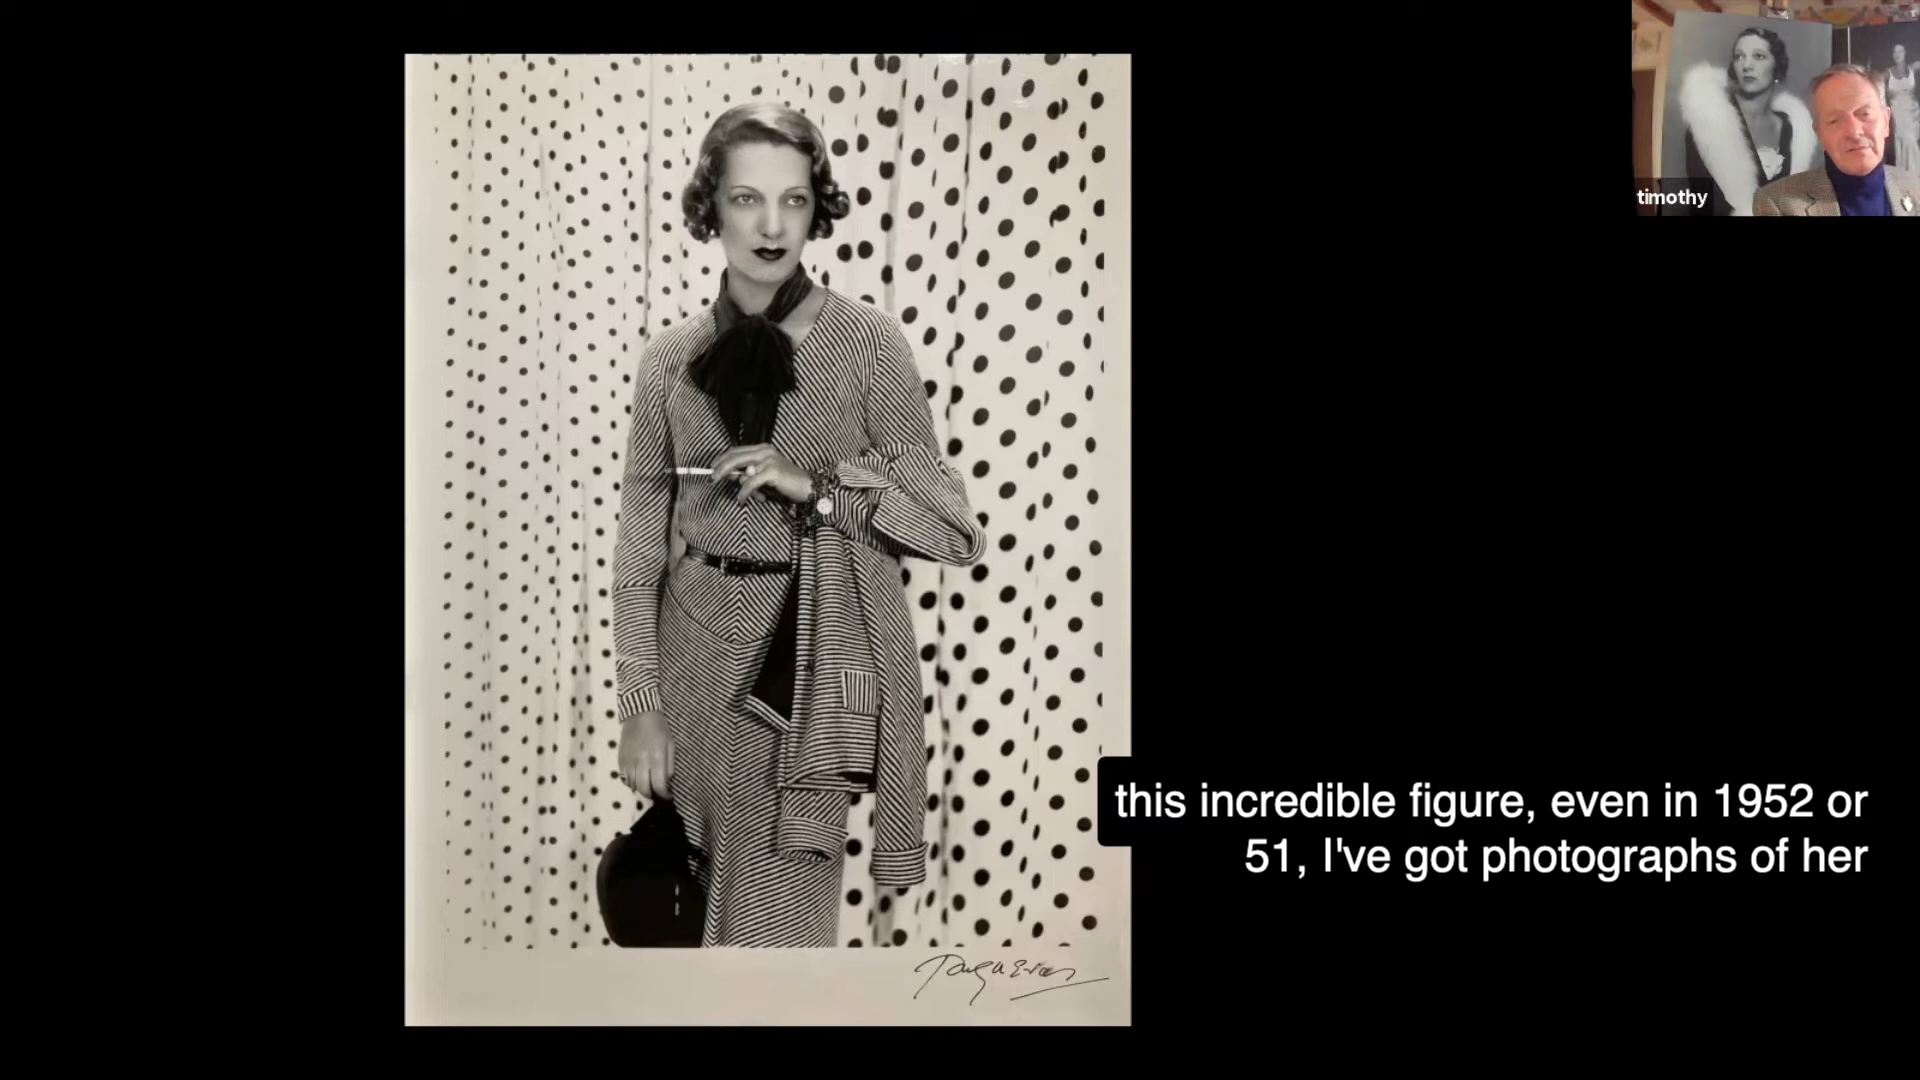 timothy
this incredible figure, even in 1952 or
51, I've got photographs of her